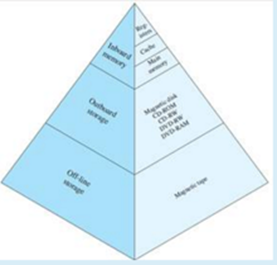 Inboard
memory
Reg-
isters
Cache
Main
memory
Outboard
storage
Magnetic disk
CD-ROM
CD-RW
DVD-RW
DVD-RAM
Off-line
storage
Magnetic tape